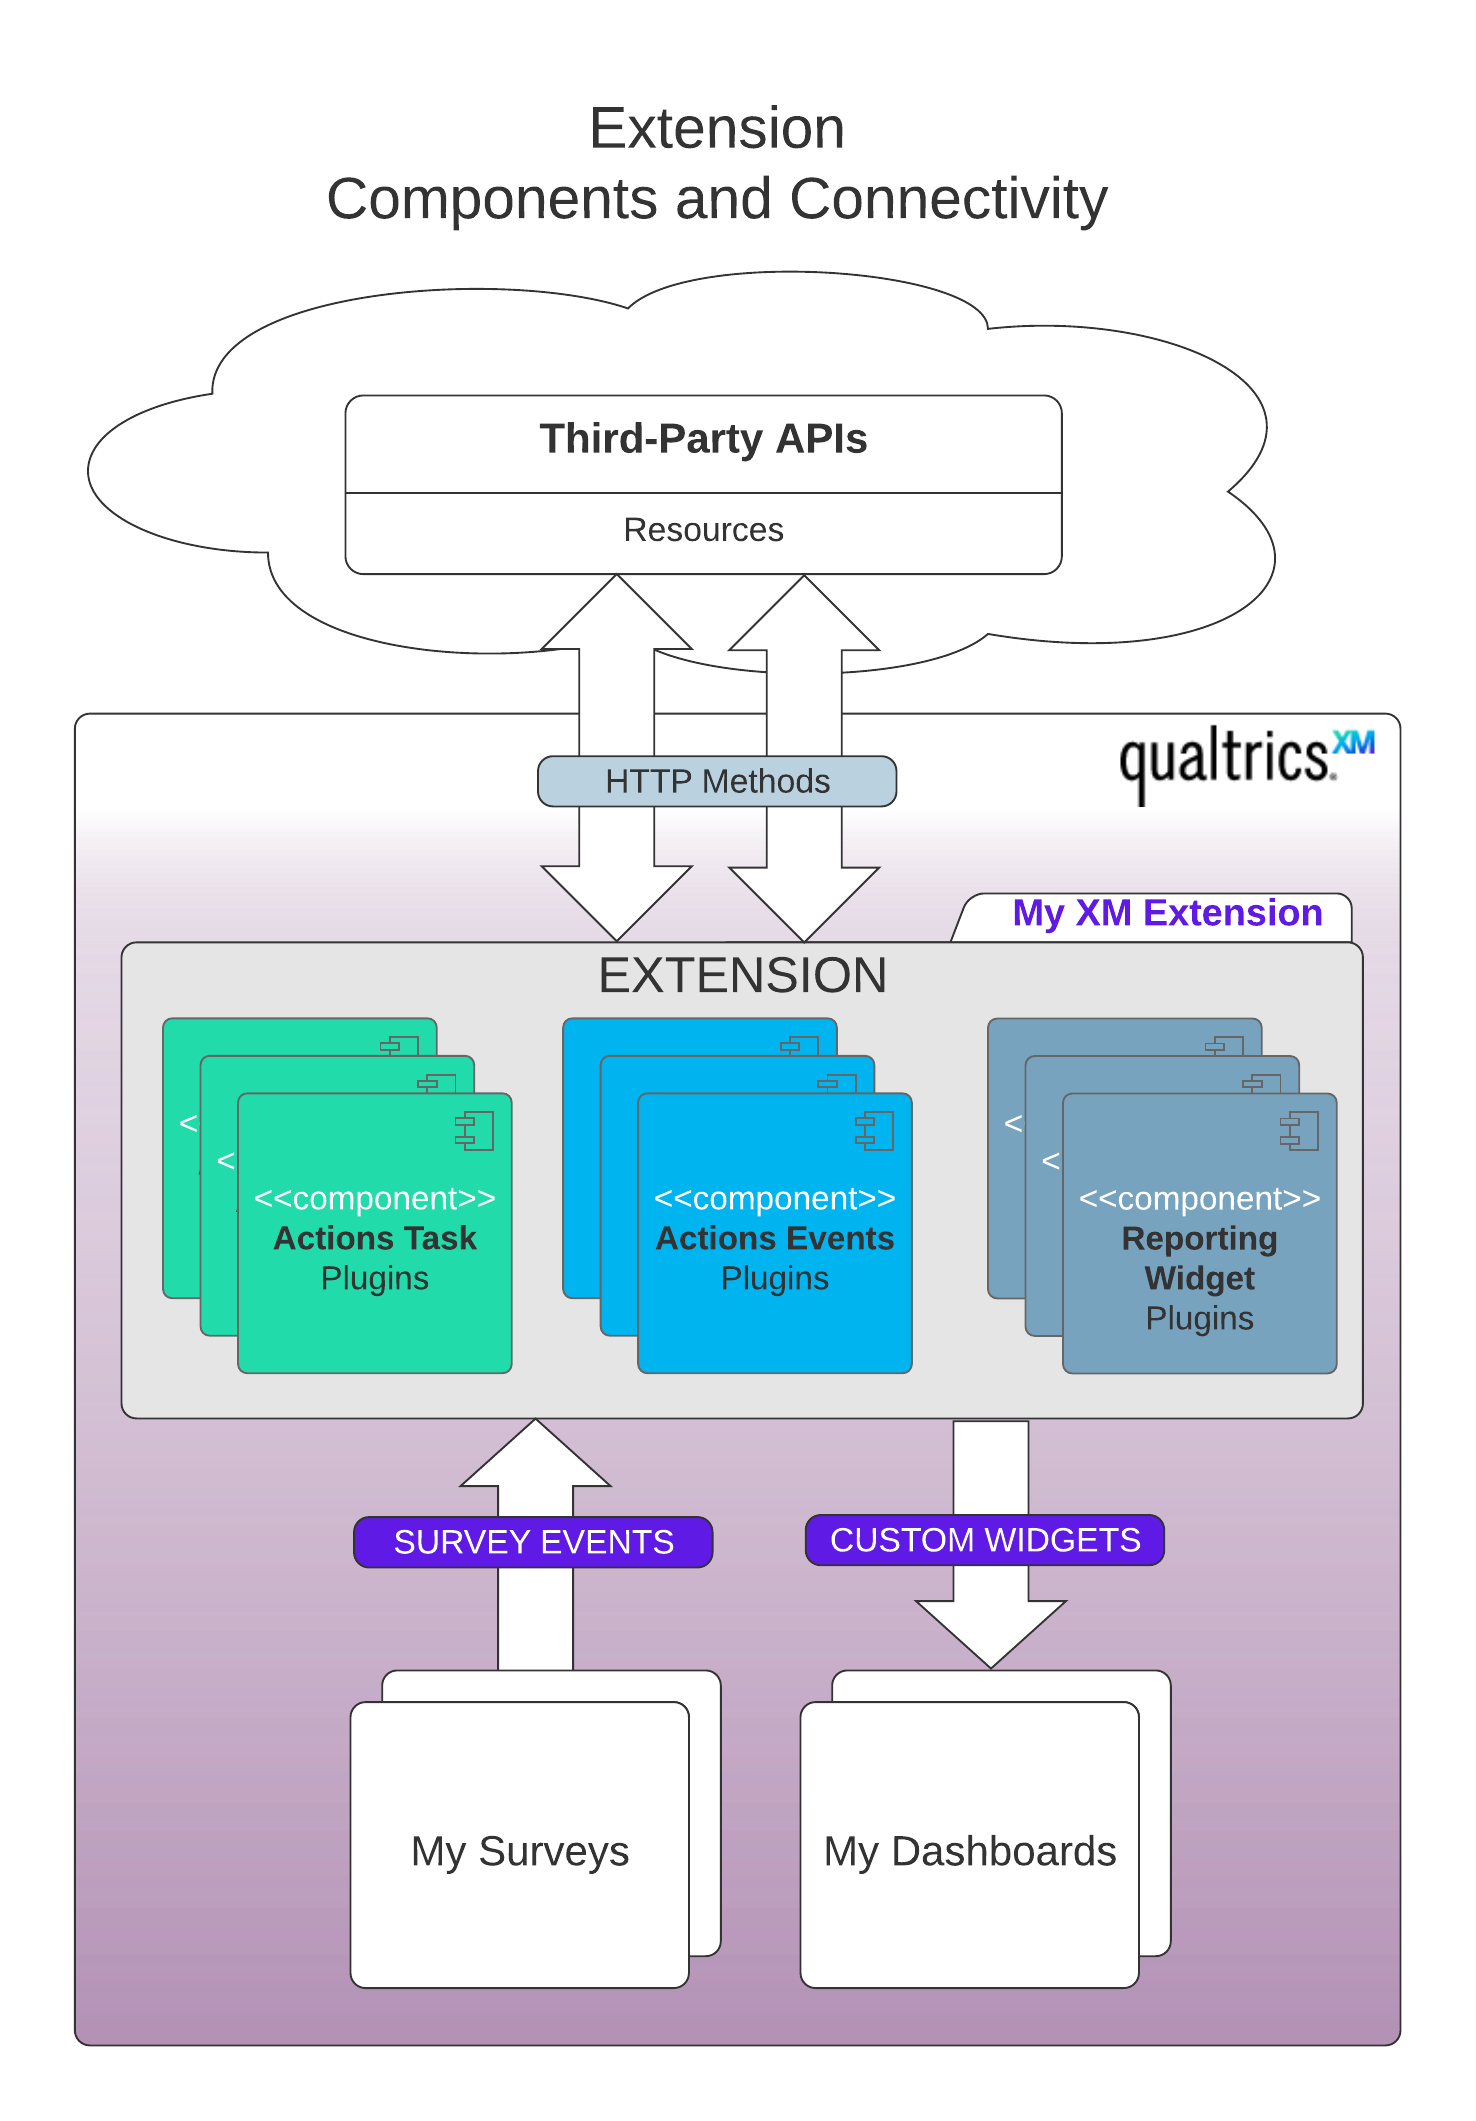 Extension
Components and Connectivity
Third-Party APIs
Resources
qualtrics.XM
HTTP Methods
My XM Extension
EXTENSION
<
<
<<component>>
Actions Task
Plugins
<<component>>
Actions Events
Plugins
<
<
<<component>>
Reporting
Widget
Plugins
SURVEY EVENTS
CUSTOM WIDGETS
My Surveys
My Dashboards